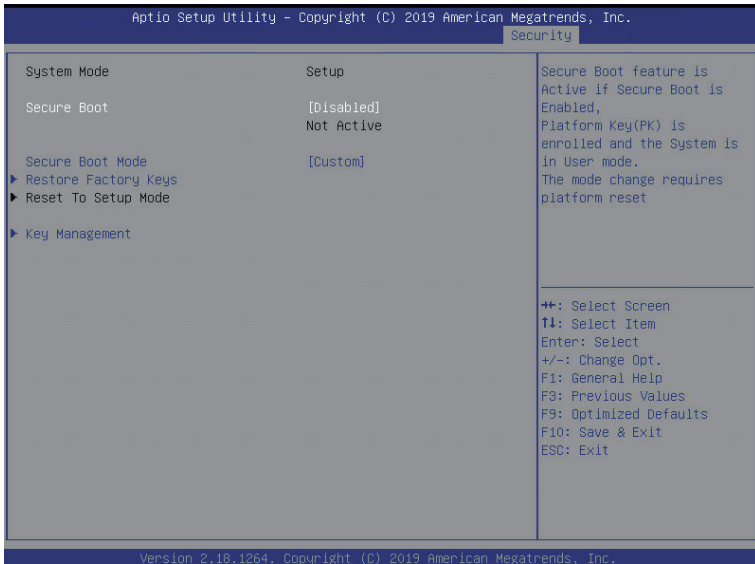 Aptio Setup Utility – Copyright (C) 2019 American Megatrends, Inc.
Security
System Mode Setup
Secure Boot [Disabled]
Not Active
Secure Boot Mode [Custom]
Restore Factory Keys
Reset To Setup Mode
Key Management
Secure Boot feature is
Active if Secure Boot is
Enabled,
Platform Key(PK) is
enrolled and the System is
in User mode.
The mode change requires
platform reset
→←: Select Screen
↑↓: Select Item
Enter: Select
+/-: Change Opt.
F1: General Help
F3: Previous Values
F9: Optimized Defaults
F10: Save & Exit
ESC: Exit
Version 2.18.1264. Copyright (C) 2019 American Megatrends, Inc.